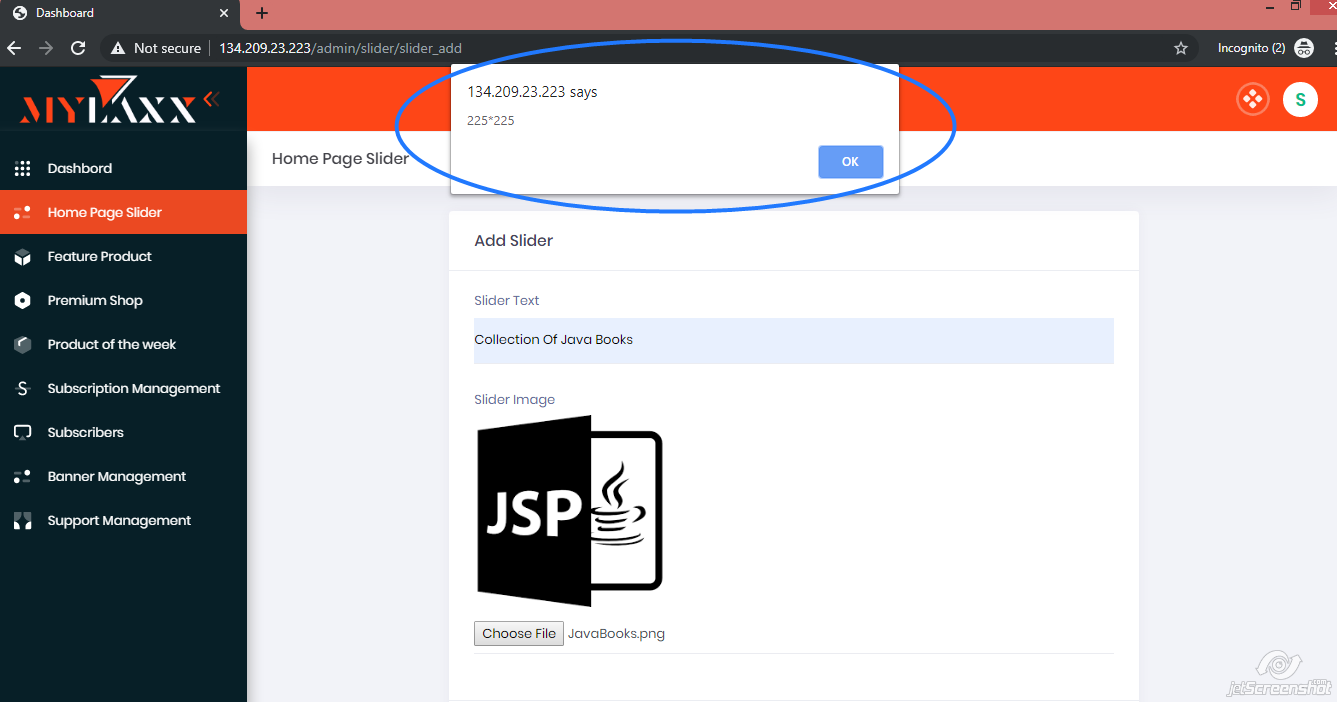 Dashboard
Not secure
134.209.23.223/admin/slider/slider_add
Incognito (2)
MYTAXX
134.209.23.223 says
225*225
OK
S
Home Page Slider
Dashbord
Home Page Slider
Feature Product
Premium Shop
Product of the week
Subscription Management
Subscribers
Banner Management
Support Management
Add Slider
Slider Text
Collection Of Java Books
Slider Image
JSP
Choose File JavaBooks.png
jetScreenshot.com